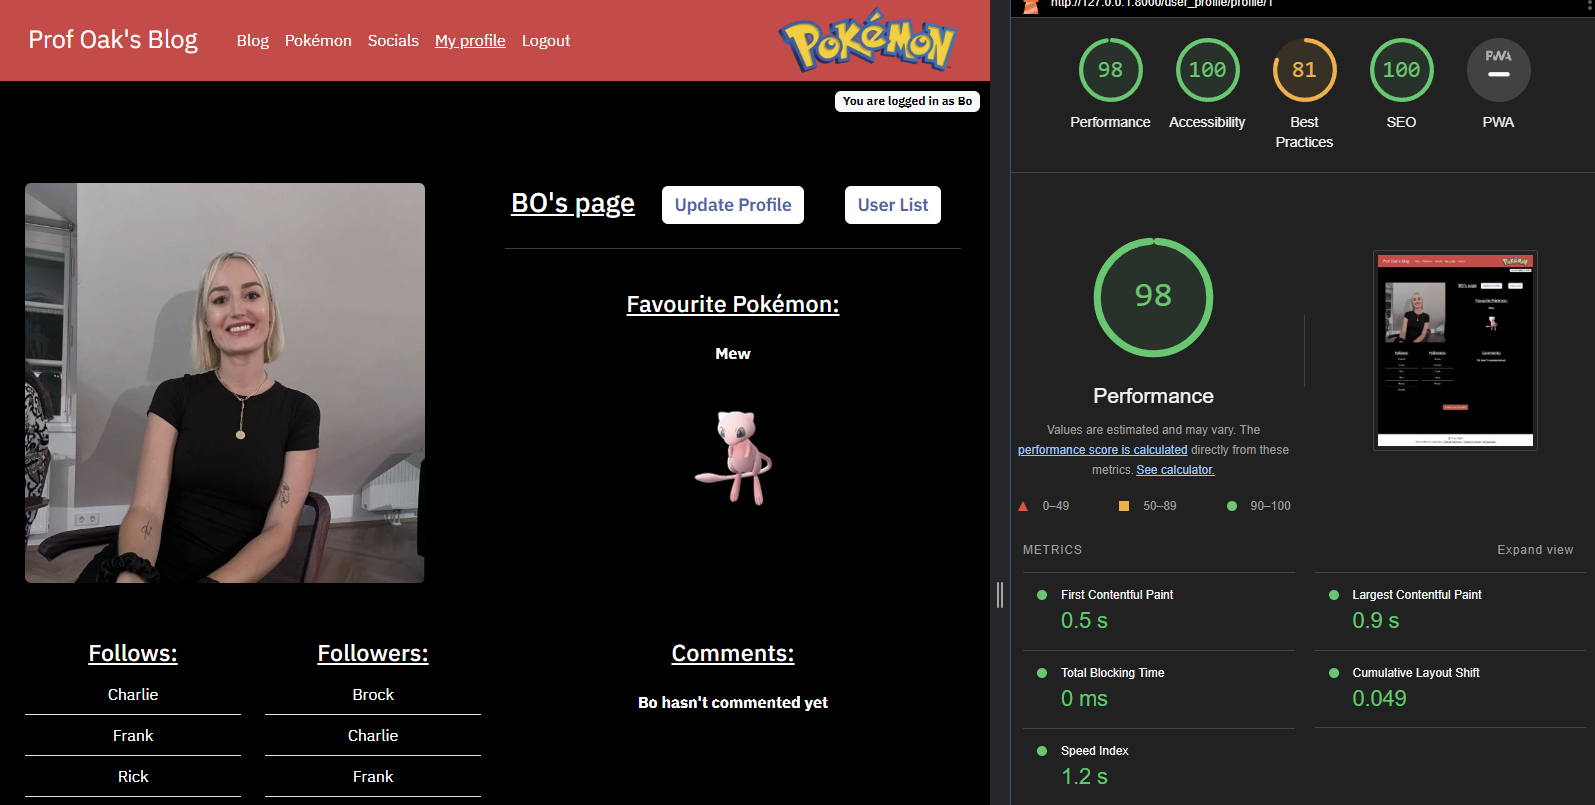 Prof Oak's Blog
Blog Pokémon Socials My profile Logout
POKéMON
You are logged in as Bo
BO's page Update Profile User List
Favourite Pokémon:
Mew
Follows: Followers: Comments:
Charlie Brock Bo hasn't commented yet
Frank Charlie
Rick Frank
http://127.0.0.1:8000/user_profile/profile/1
98 100 81 100 PWA
Performance Accessibility Best Practices SEO PWA
98
Performance
Values are estimated and may vary. The
performance score is calculated directly from these
metrics. See calculator.
0–49 50–89 90–100
METRICS Expand view
First Contentful Paint Largest Contentful Paint
0.5 s 0.9 s
Total Blocking Time Cumulative Layout Shift
0 ms 0.049
Speed Index
1.2 s